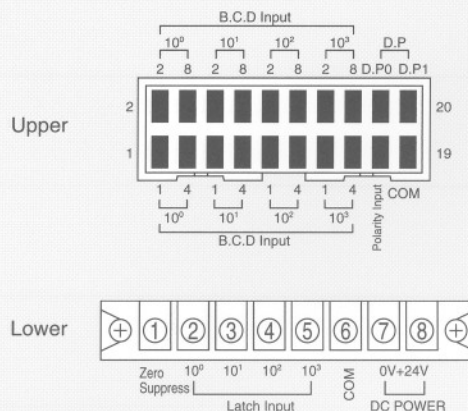 B.C.D Input
10⁰ 10¹ 10² 10³ D.P
2 8 2 8 2 8 2 8 D.P0 D.P1
2 20
Upper
1 19
1 4 1 4 1 4 1 4 Polarity Input COM
10⁰ 10¹ 10² 10³
B.C.D Input
Lower
1 2 3 4 5 6 7 8
Zero Suppress 10⁰ 10¹ 10² 10³ COM 0V +24V
Latch Input DC POWER